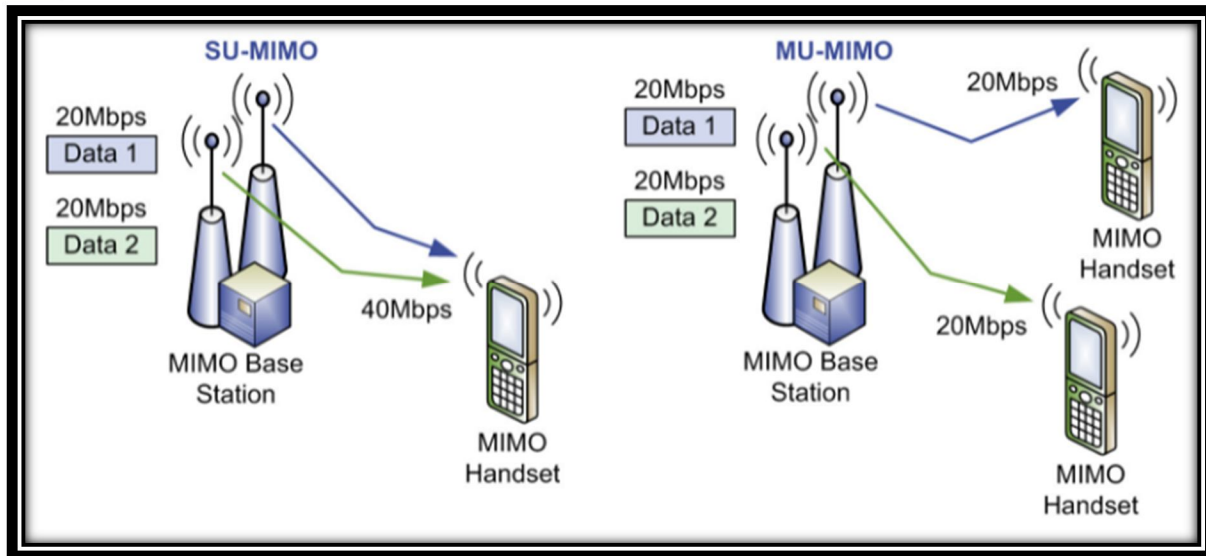 SU-MIMO
20Mbps
Data 1
20Mbps
Data 2
40Mbps
MIMO Base
Station
MIMO
Handset
MU-MIMO
20Mbps
Data 1
20Mbps
Data 2
20Mbps
MIMO
Handset
20Mbps
MIMO Base
Station
MIMO
Handset